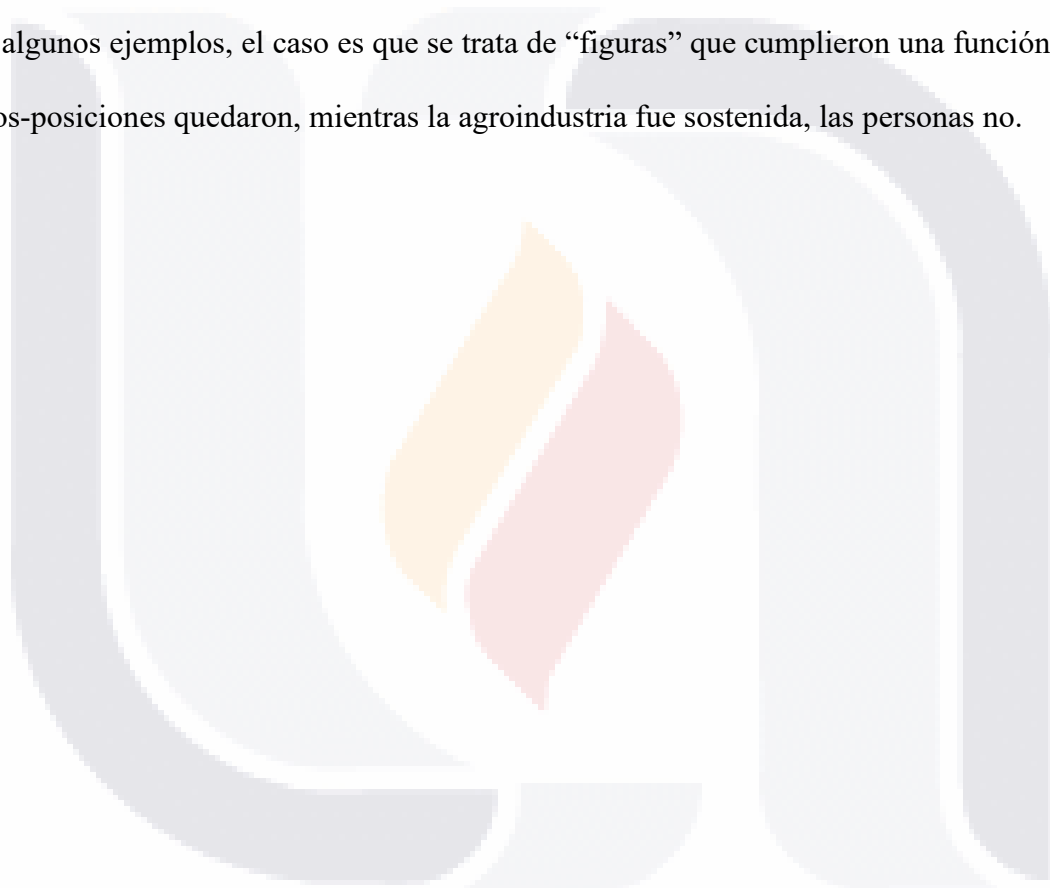 algunos ejemplos, el caso es que se trata de “figuras” que cumplieron una función
os-posiciones quedaron, mientras la agroindustria fue sostenida, las personas no.